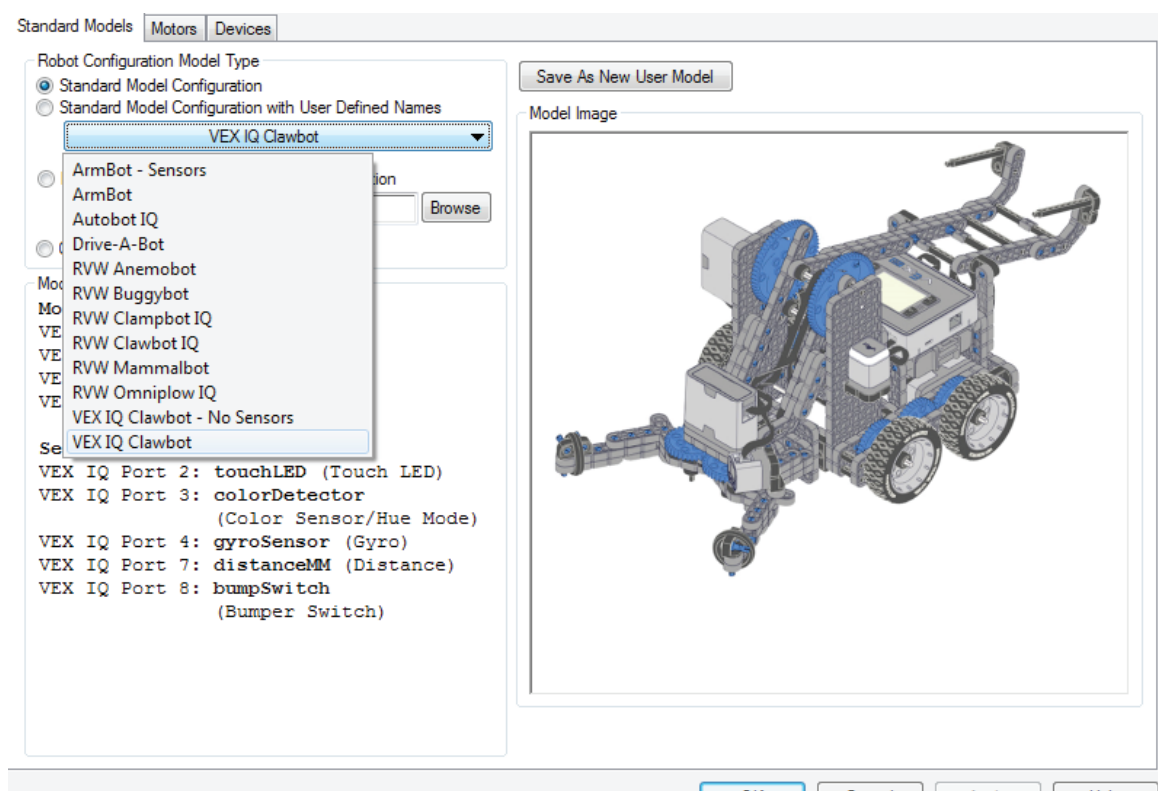 Standard Models Motors Devices
Robot Configuration Model Type
Standard Model Configuration
Standard Model Configuration with User Defined Names
VEX IQ Clawbot
ArmBot - Sensors
ArmBot
Autobot IQ
Drive-A-Bot
RVW Anemobot
RVW Buggybot
RVW Clampbot IQ
RVW Clawbot IQ
RVW Mammalbot
RVW Omniplow IQ
VEX IQ Clawbot - No Sensors
VEX IQ Clawbot
Browse
VEX IQ Port 2: touchLED (Touch LED)
VEX IQ Port 3: colorDetector
(Color Sensor/Hue Mode)
VEX IQ Port 4: gyroSensor (Gyro)
VEX IQ Port 7: distanceMM (Distance)
VEX IQ Port 8: bumpSwitch
(Bumper Switch)
Save As New User Model
Model Image